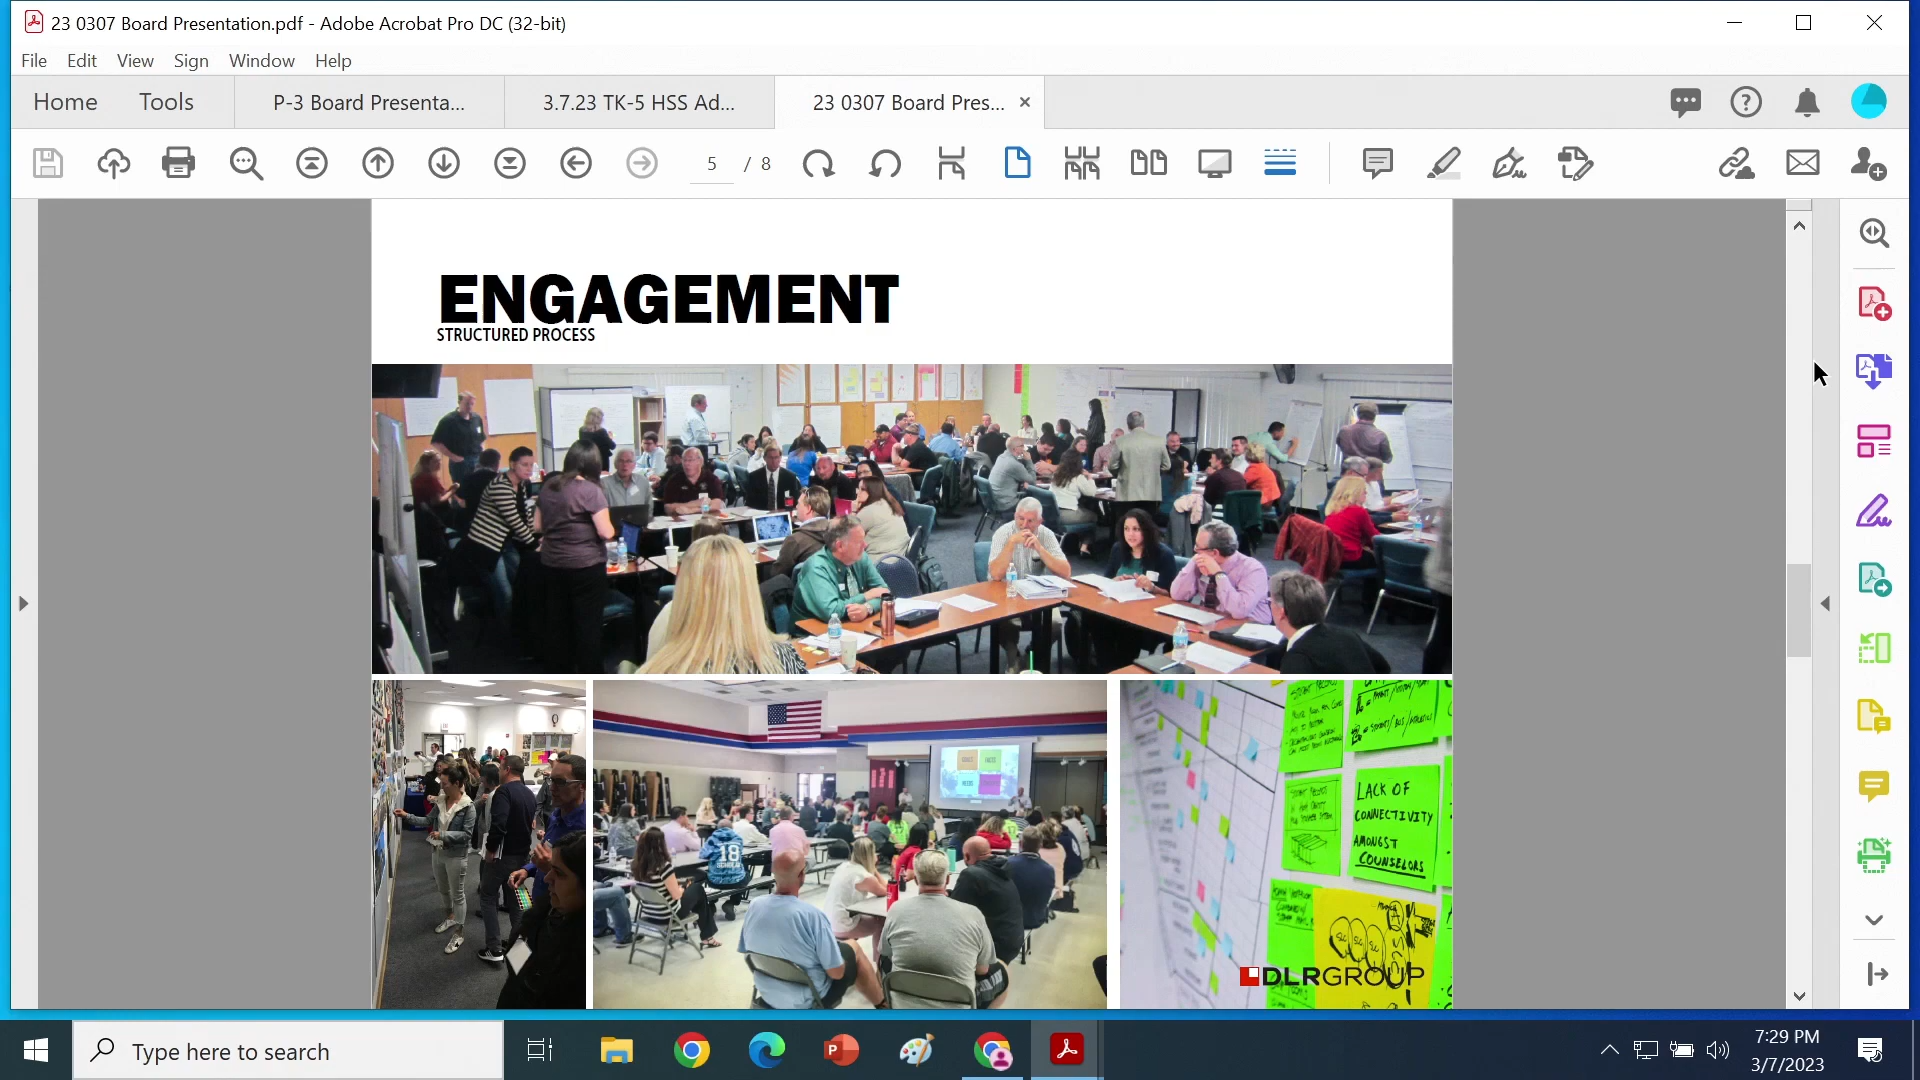 23 0307 Board Presentation.pdf - Adobe Acrobat Pro DC (32-bit)
File Edit View Sign Window Help
Home Tools P-3 Board Presenta... 3.7.23 TK-5 HSS Ad... 23 0307 Board Pres...
5 / 8
ENGAGEMENT
STRUCTURED PROCESS
18
LACK OF
CONNECTIVITY
AMONGST
COUNSELORS
DLRGROUP
Type here to search
7:29 PM
3/7/2023